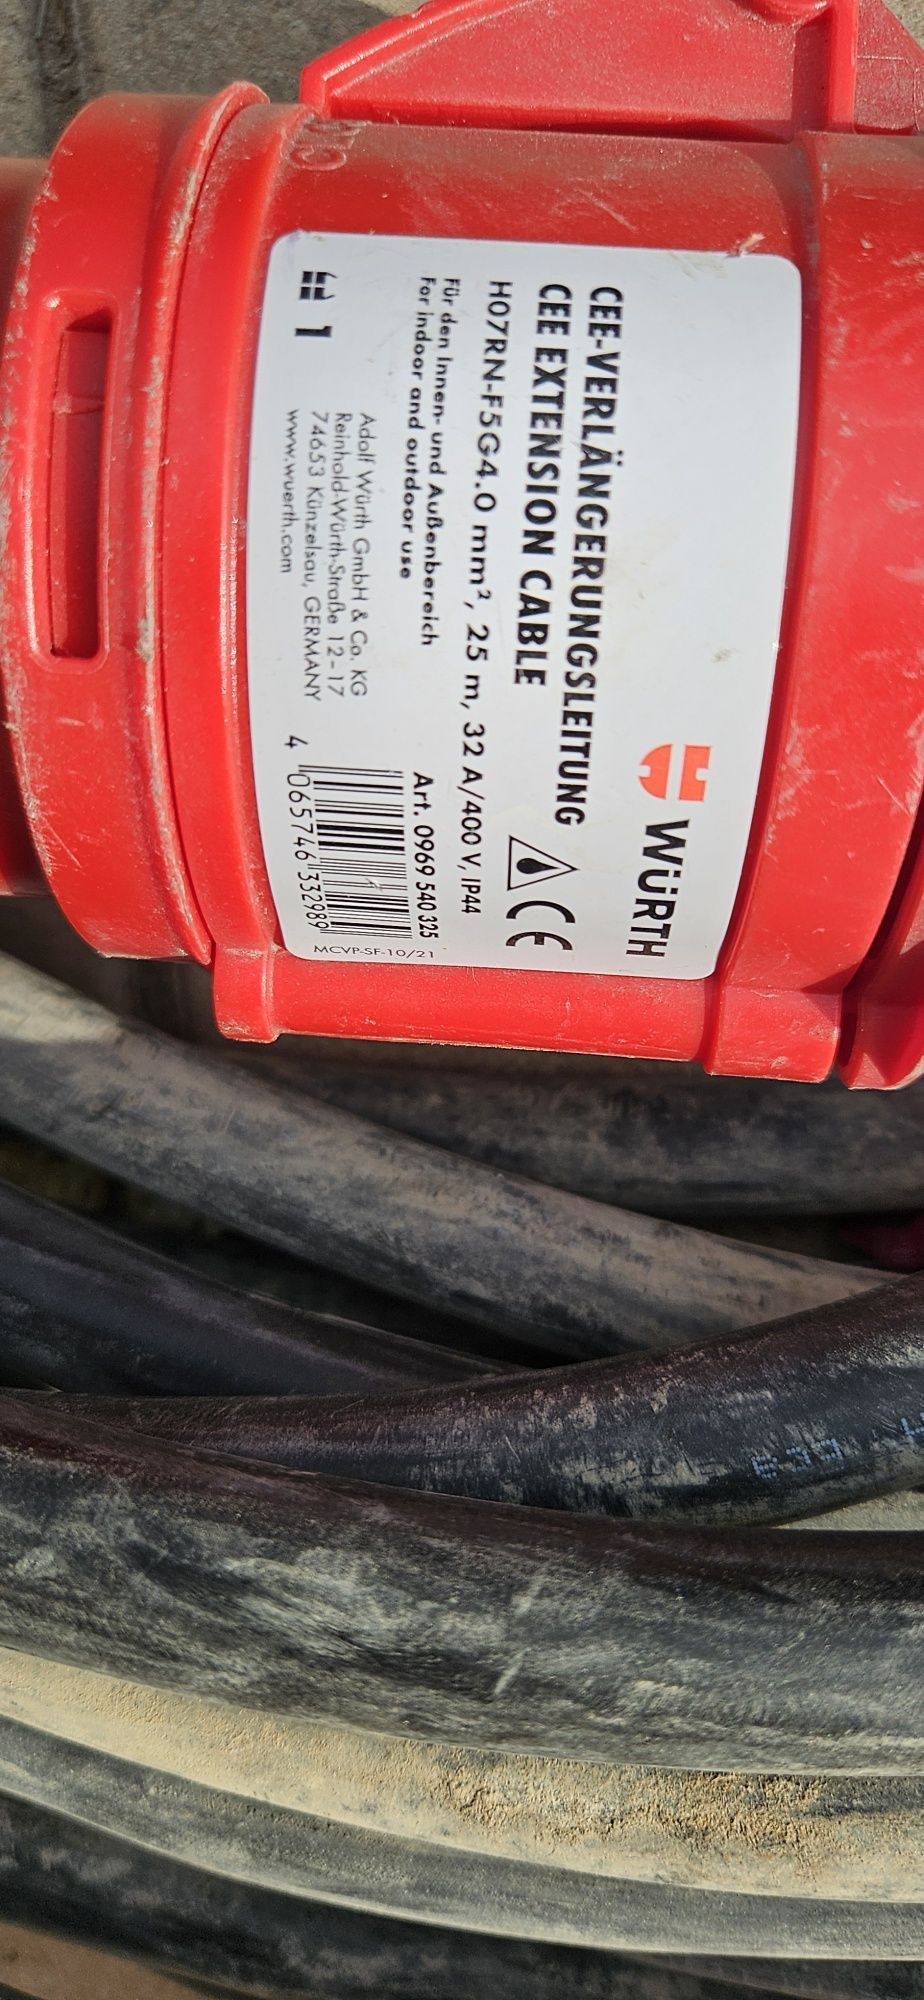 WÜRTH
CEE-VERLÄNGERUNGSLEITUNG
CEE EXTENSION CABLE
CE
H07RN-F5G4.0 mm², 25 m, 32 A/400 V, IP44
Für den Innen- und Außenbereich
For indoor and outdoor use
Art. 0969 540 325
1
Adolf Würth GmbH & Co. KG
Reinhold-Würth-Straße 12-17
74653 Künzelsau, GERMANY
www.wuerth.com
4 065746 332989
MCVP-SF-10/21